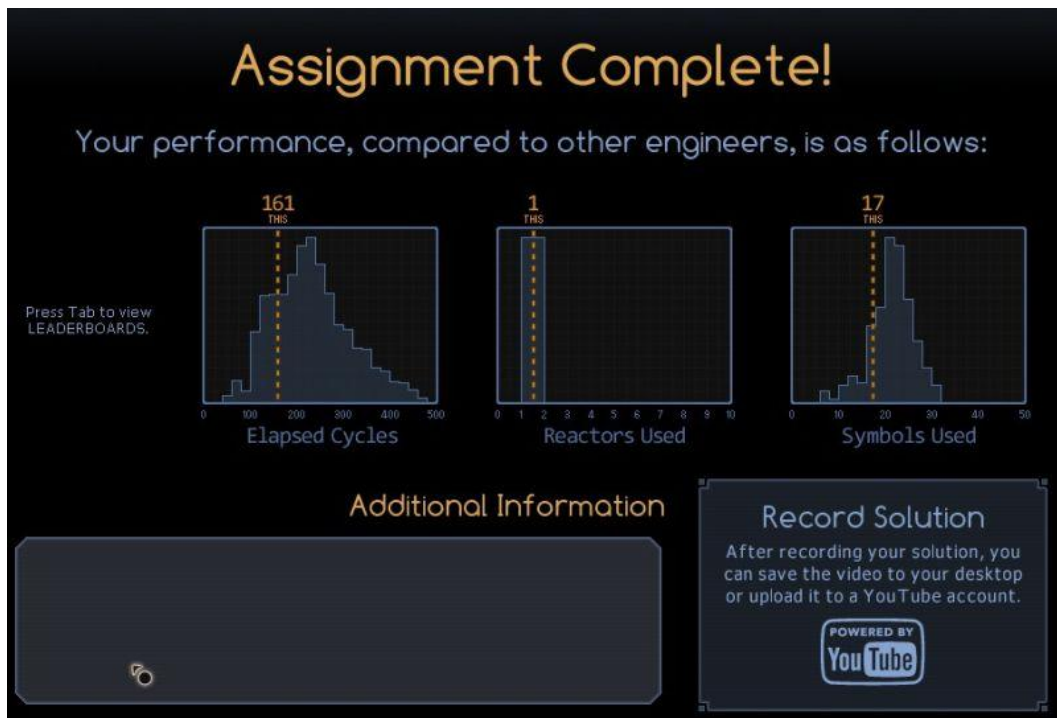 Assignment Complete!
Your performance, compared to other engineers, is as follows:
161
THIS
1
THIS
17
THIS
Press Tab to view
LEADERBOARDS.
0 100 200 300 400 500
0 1 2 3 4 5 6 7 8 9 10
0 10 20 30 40 50
Elapsed Cycles
Reactors Used
Symbols Used
Additional Information
Record Solution
After recording your solution, you
can save the video to your desktop
or upload it to a YouTube account.
POWERED BY
YouTube